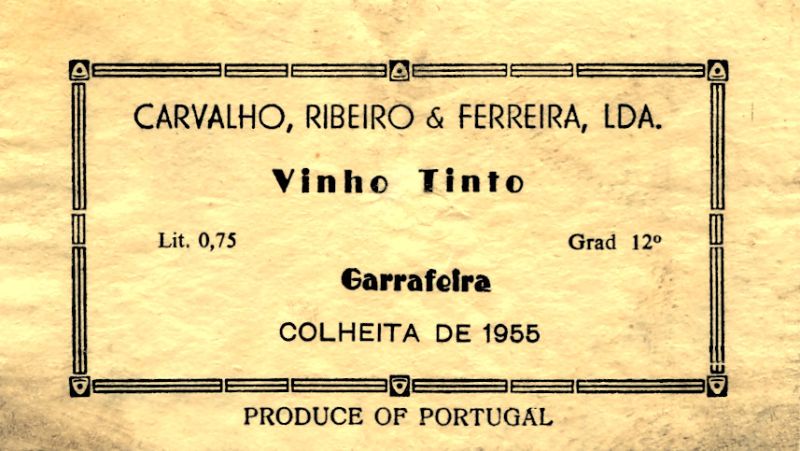 CARVALHO, RIBEIRO & FERREIRA, LDA.
Vinho Tinto
Lit. 0,75 Grad 12º
Garrafeira
COLHEITA DE 1955
PRODUCE OF PORTUGAL